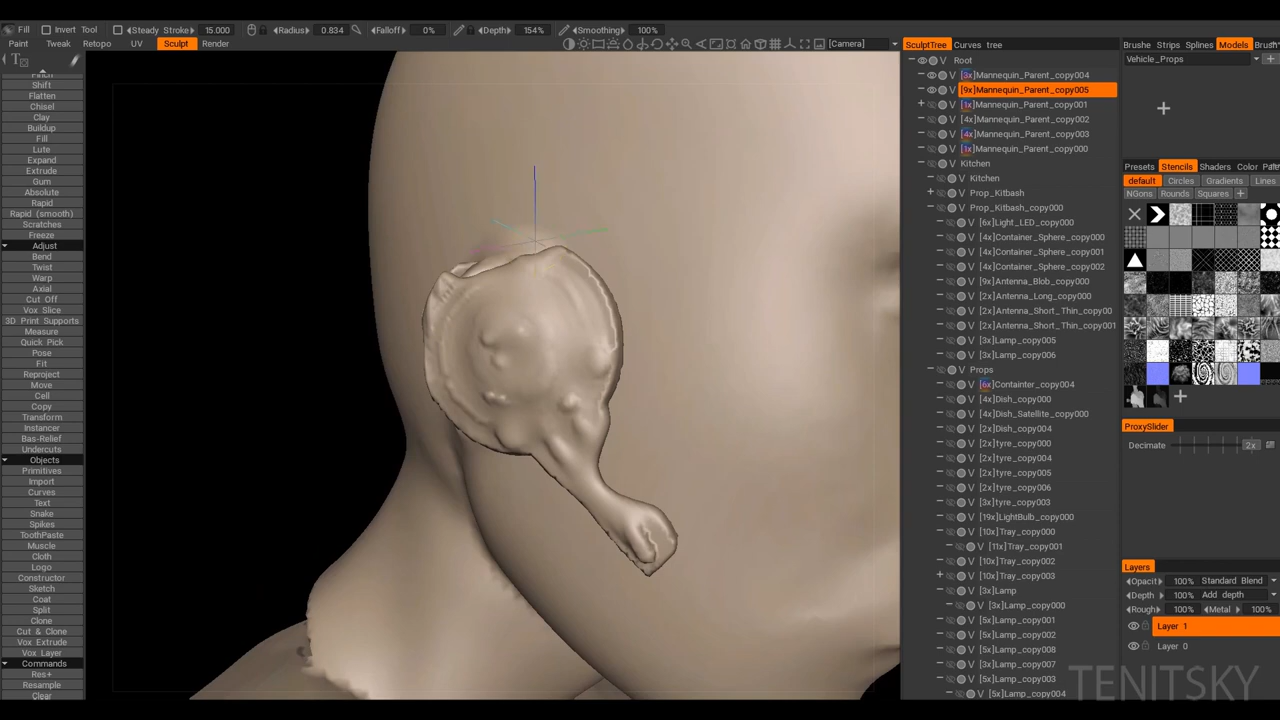 Fill Invert Tool Steady Stroke 15.000 Radius 0.834 Falloff 0% Depth 154% Smoothing 100%
Paint Tweak Retopo UV Sculpt Render [Camera]
Pinch
Shift
Flatten
Chisel
Clay
Buildup
Fill
Lute
Expand
Extrude
Gum
Absolute
Rapid
Rapid (smooth)
Scratches
Freeze
Adjust
Bend
Twist
Warp
Axial
Cut Off
Vox Slice
3D Print Supports
Measure
Quick Pick
Pose
Fit
Reproject
Move
Cell
Copy
Transform
Instancer
Bas-Relief
Undercuts
Objects
Primitives
Import
Curves
Text
Snake
Spikes
ToothPaste
Muscle
Cloth
Logo
Constructor
Sketch
Coat
Split
Clone
Cut & Clone
Vox Extrude
Vox Layer
Commands
Res+
Resample
Clear
SculptTree Curves tree
V Root
V [3x]Mannequin_Parent_copy004
V [9x]Mannequin_Parent_copy005
V [1x]Mannequin_Parent_copy001
V [4x]Mannequin_Parent_copy002
V [4x]Mannequin_Parent_copy003
V [1x]Mannequin_Parent_copy000
V Kitchen
V Kitchen
V Prop_Kitbash
V Prop_Kitbash_copy000
V [6x]Light_LED_copy000
V [4x]Container_Sphere_copy000
V [4x]Container_Sphere_copy001
V [4x]Container_Sphere_copy002
V [9x]Antenna_Blob_copy000
V [2x]Antenna_Long_copy000
V [2x]Antenna_Short_Thin_copy00
V [2x]Antenna_Short_Thin_copy001
V [3x]Lamp_copy005
V [3x]Lamp_copy006
V Props
V [6x]Containter_copy004
V [4x]Dish_copy000
V [4x]Dish_Satellite_copy000
V [2x]Dish_copy004
V [2x]tyre_copy000
V [2x]tyre_copy004
V [2x]tyre_copy005
V [2x]tyre_copy006
V [3x]tyre_copy003
V [19x]LightBulb_copy000
V [10x]Tray_copy000
V [11x]Tray_copy001
V [10x]Tray_copy002
V [10x]Tray_copy003
V [3x]Lamp
V [3x]Lamp_copy000
V [5x]Lamp_copy001
V [5x]Lamp_copy002
V [5x]Lamp_copy008
V [3x]Lamp_copy007
V [5x]Lamp_copy003
V [5x]Lamp_copy004
Brushe Strips Splines Models Brush
Vehicle_Props
Presets Stencils Shaders Color Pale
default Circles Gradients Lines
NGons Rounds Squares
ProxySlider
Decimate 2x
Layers
Opacit 100% Standard Blend
Depth 100% Add depth
Rough 100% Metal 100%
Layer 1
Layer 0
TENITSKY